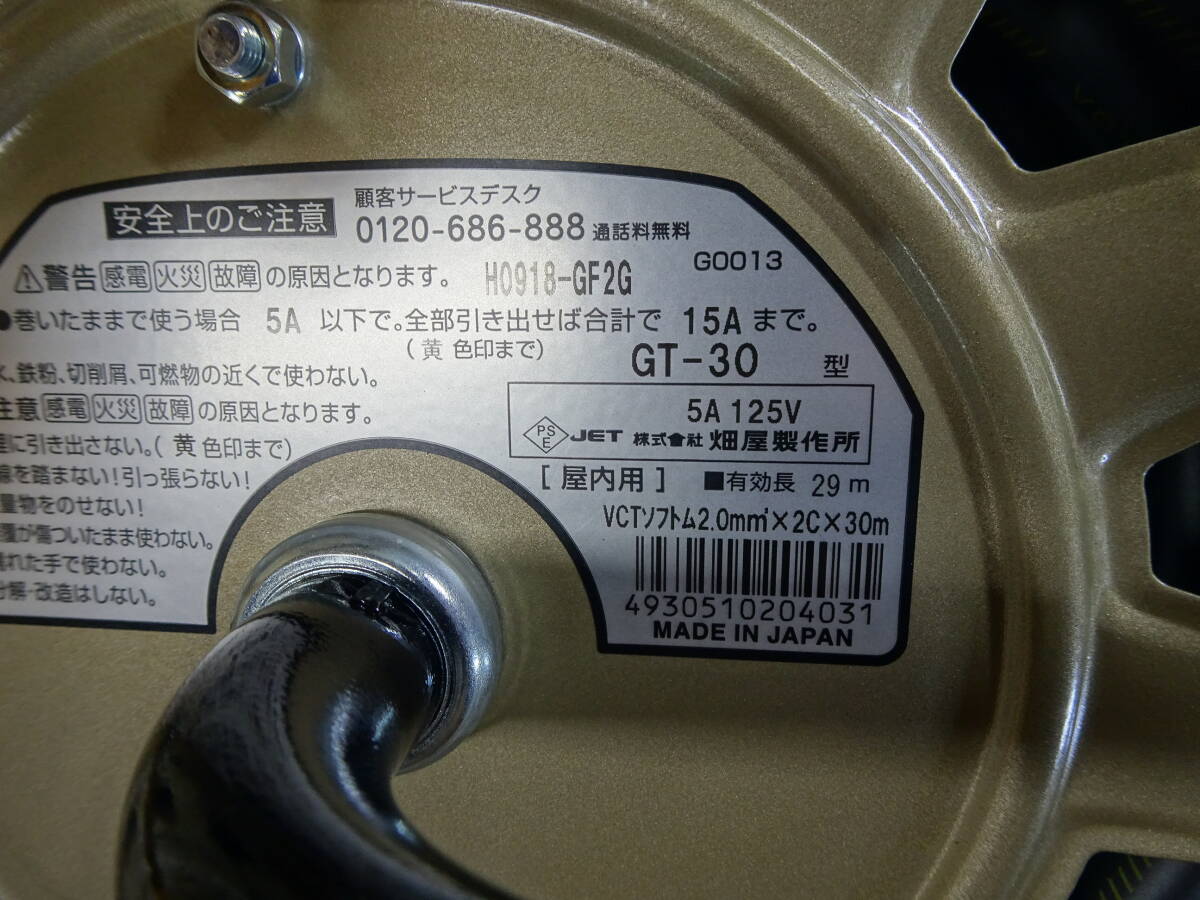 安全上のご注意
顧客サービスデスク
0120-686-888 通話料無料
G0013
警告 感電 火災 故障 の原因となります。 H0918-GF2G
●巻いたままで使う場合 5A 以下で。全部引き出せば合計で 15A まで。
(黄 色印まで)
GT-30 型
、鉄粉、切削屑、可燃物の近くで使わない。
注意 感電 火災 故障 の原因となります。
に引き出さない。(黄 色印まで)
を踏まない!引っ張らない!
量物をのせない!
が傷ついたまま使わない。
れた手で使わない。
分解・改造はしない。
5A 125V
PS E JET 株式会社 畑屋製作所
[屋内用] ■有効長 29 m
VCTソフトム2.0mm²×2C×30m
4930510204031
MADE IN JAPAN